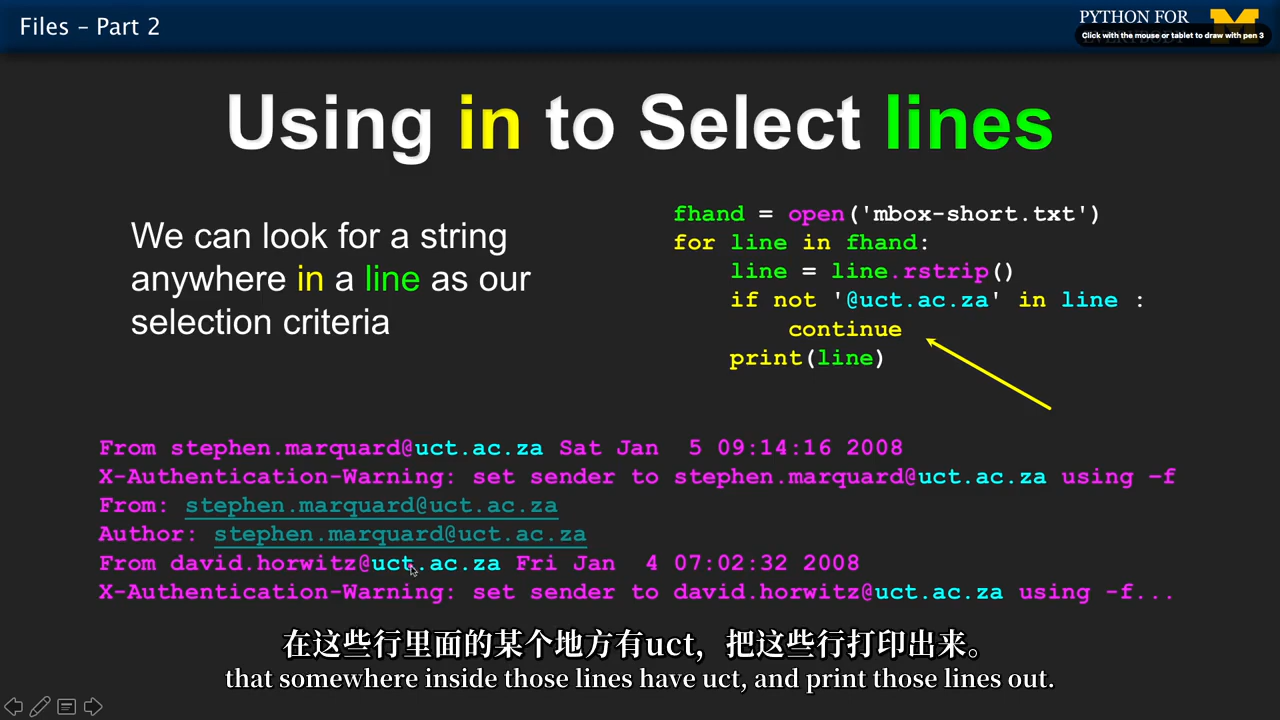 Files – Part 2
PYTHON FOR
Click with the mouse or tablet to draw with pen 3
Using in to Select lines
We can look for a string
anywhere in a line as our
selection criteria
fhand = open('mbox-short.txt')
for line in fhand:
    line = line.rstrip()
    if not '@uct.ac.za' in line :
        continue
    print(line)
From stephen.marquard@uct.ac.za Sat Jan  5 09:14:16 2008
X-Authentication-Warning: set sender to stephen.marquard@uct.ac.za using –f
From: stephen.marquard@uct.ac.za
Author: stephen.marquard@uct.ac.za
From david.horwitz@uct.ac.za Fri Jan  4 07:02:32 2008
X-Authentication-Warning: set sender to david.horwitz@uct.ac.za using -f...
在这些行里面的某个地方有uct，把这些行打印出来。
that somewhere inside those lines have uct, and print those lines out.